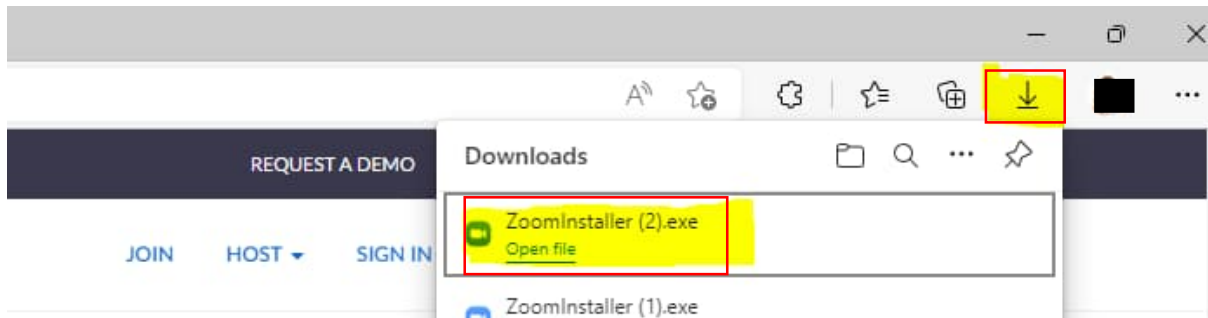 REQUEST A DEMO
Downloads
ZoomInstaller (2).exe
Open file
JOIN HOST SIGN IN
ZoomInstaller (1).exe